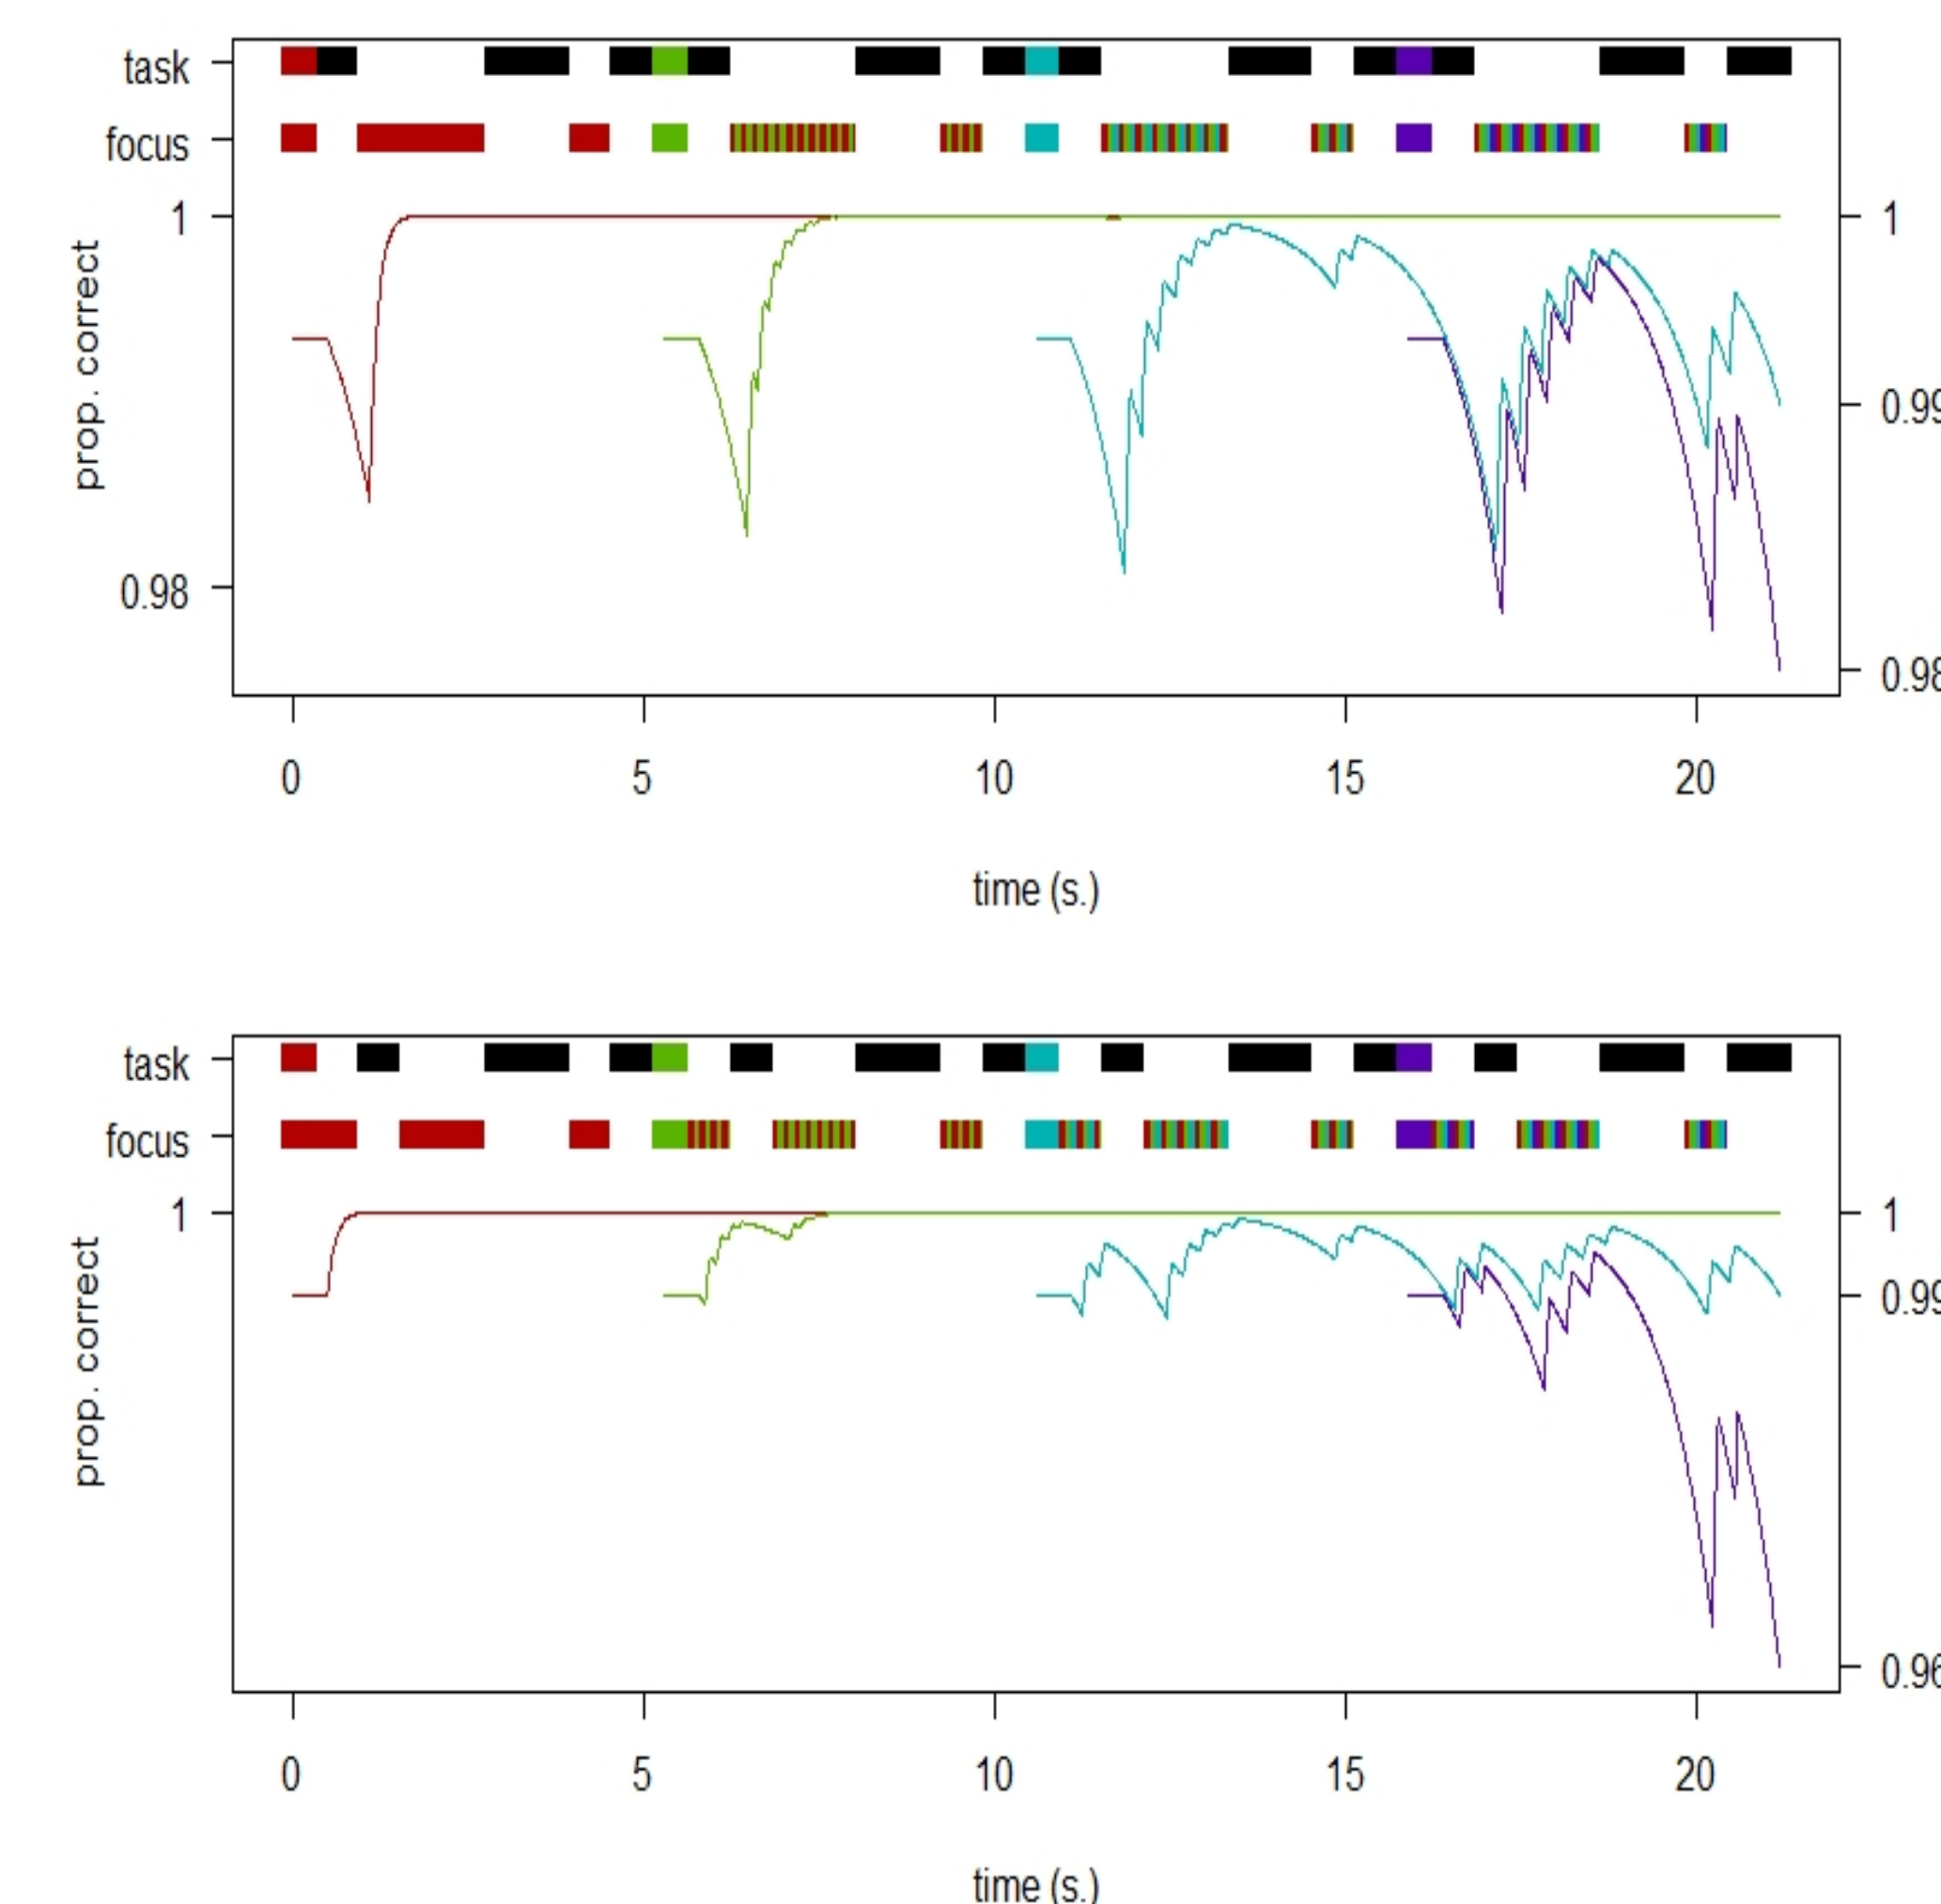 task
focus
1 1
prop. correct
0.99
0.98
0.98
0 5 10 15 20
time (s.)
task
focus
1 1
0.99
prop. correct
0.96
0 5 10 15 20
time (s.)